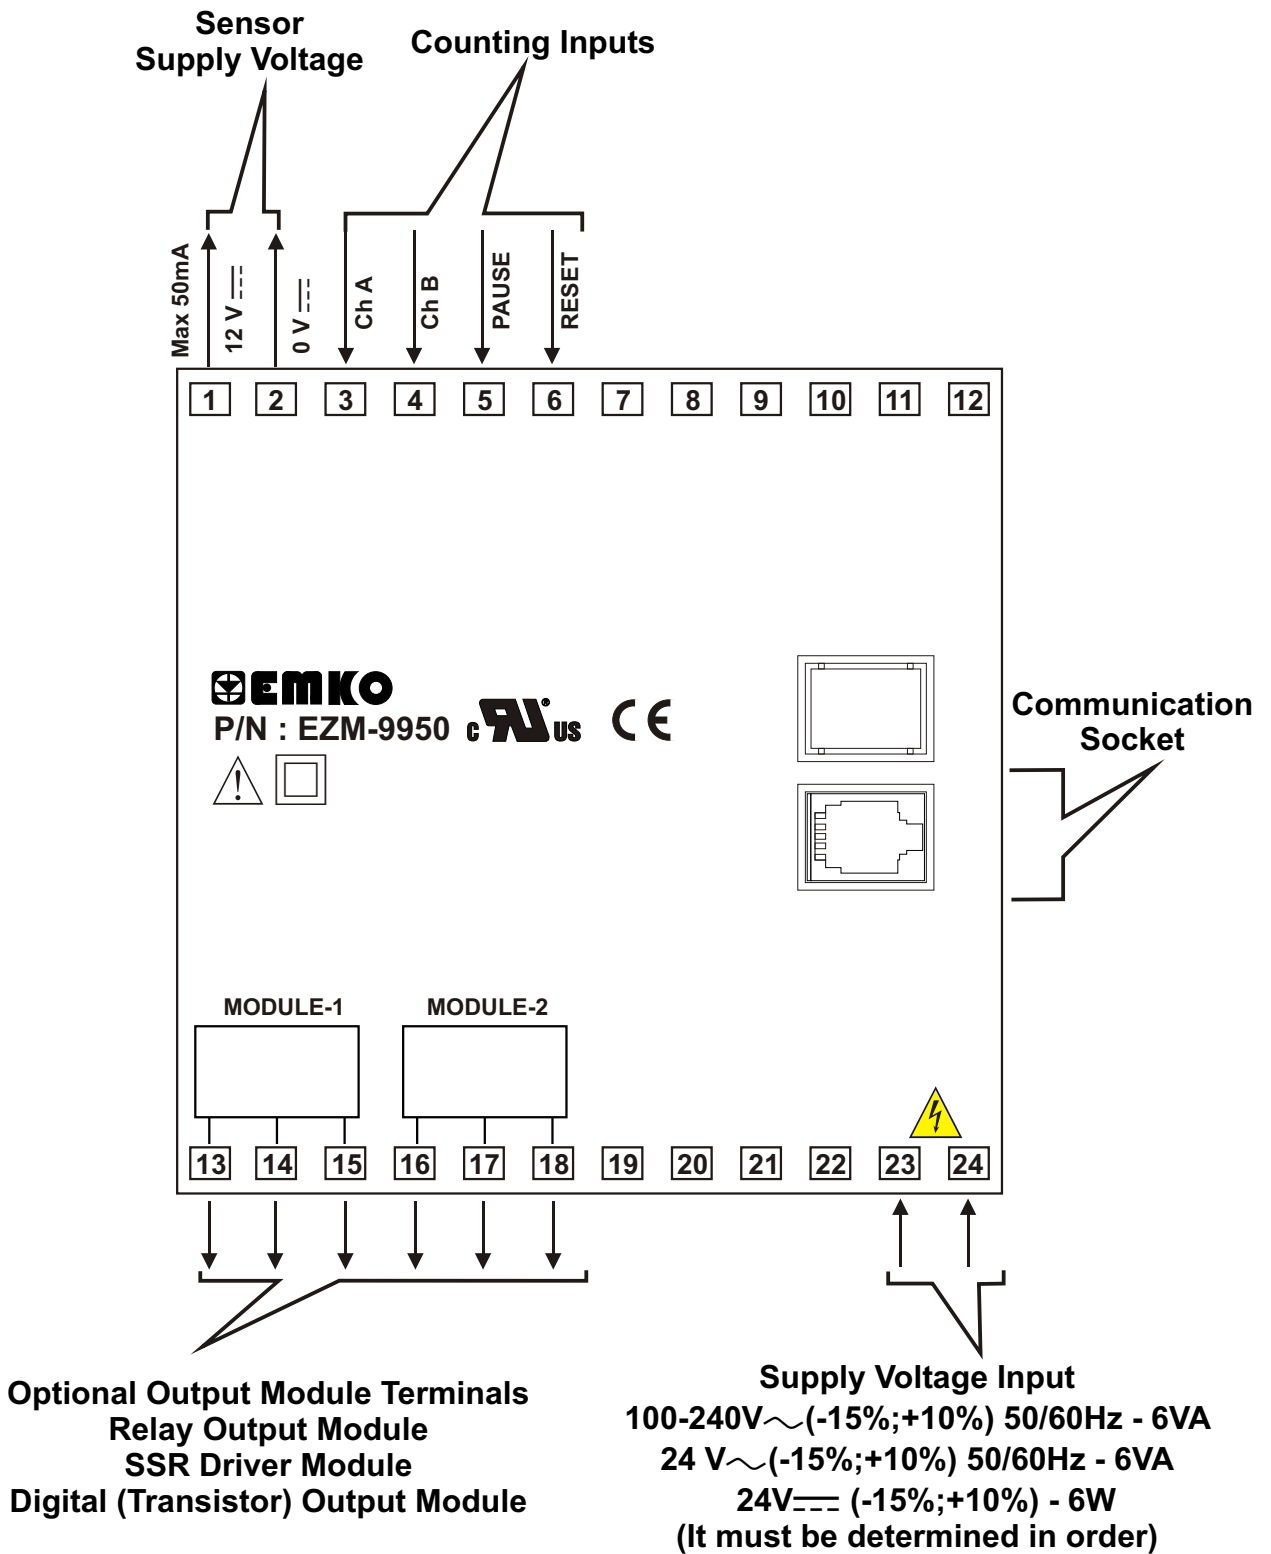 Sensor
Supply Voltage
Counting Inputs
Max 50mA
12 V
0 V
Ch A
Ch B
PAUSE
RESET
1 2 3 4 5 6 7 8 9 10 11 12
EMKO
P/N : EZM-9950 c RU US CE
Communication
Socket
MODULE-1 MODULE-2
13 14 15 16 17 18 19 20 21 22 23 24
Optional Output Module Terminals
Relay Output Module
SSR Driver Module
Digital (Transistor) Output Module
Supply Voltage Input
100-240V～(-15%;+10%) 50/60Hz - 6VA
24 V～(-15%;+10%) 50/60Hz - 6VA
24V⎓ (-15%;+10%) - 6W
(It must be determined in order)